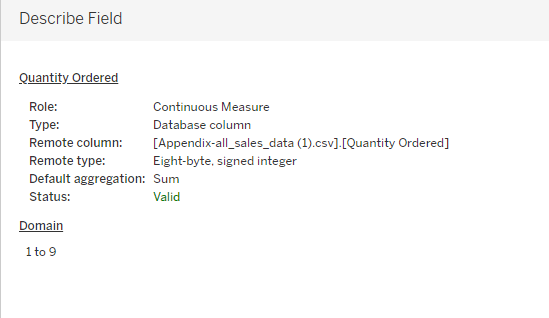 Describe Field
Quantity Ordered
Role: Continuous Measure
Type: Database column
Remote column: [Appendix-all_sales_data (1).csv].[Quantity Ordered]
Remote type: Eight-byte, signed integer
Default aggregation: Sum
Status: Valid
Domain
1 to 9